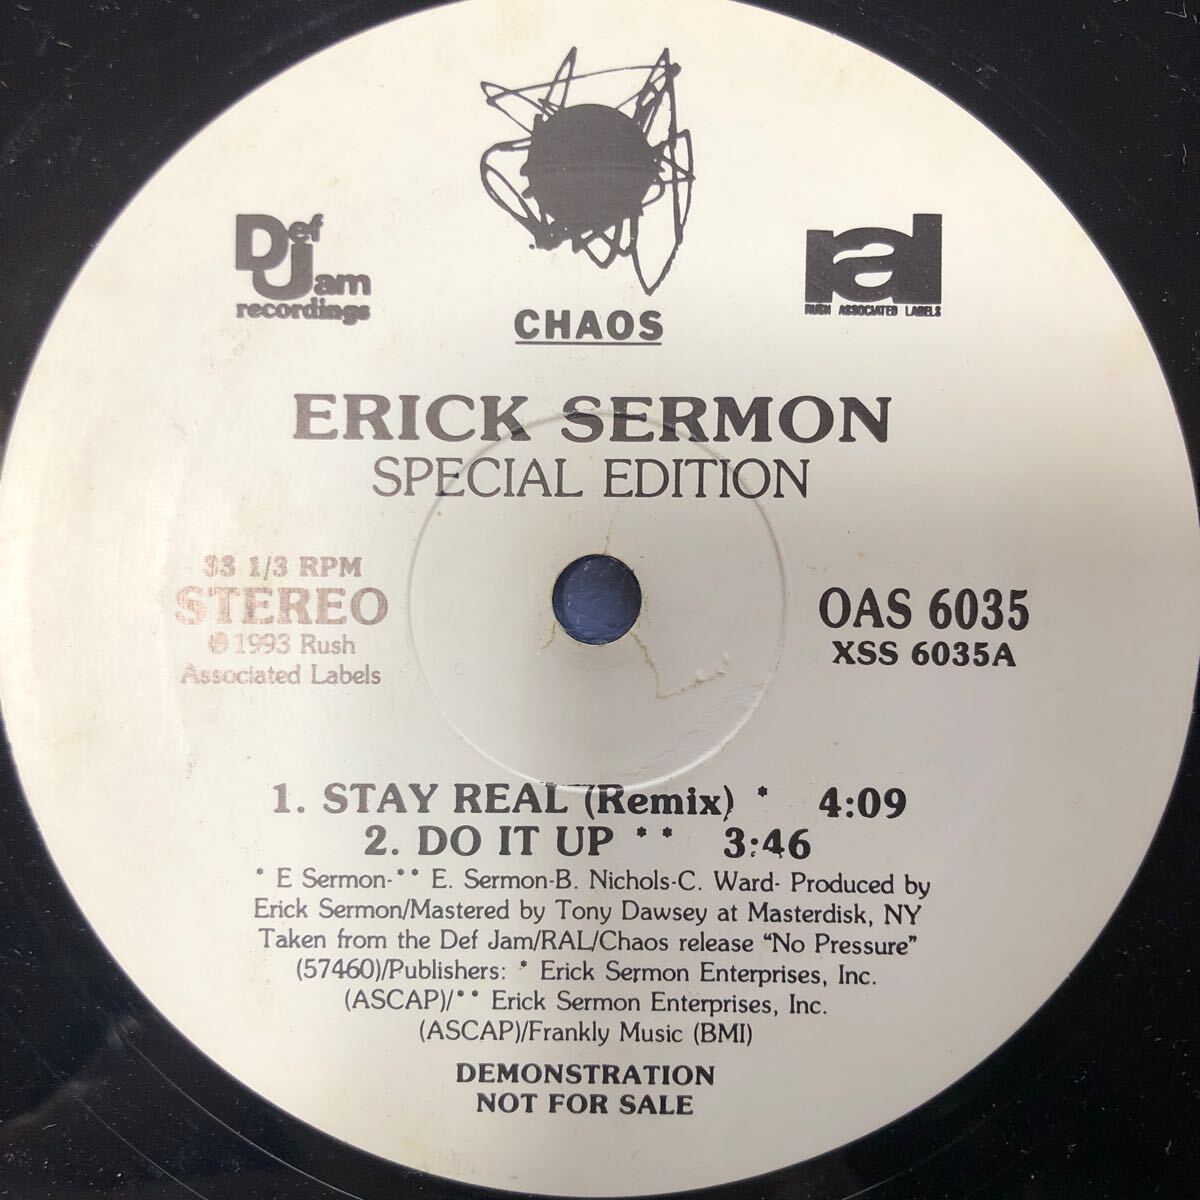 Def Jam
recordings
CHAOS
ral
RUSH ASSOCIATED LABELS
ERICK SERMON
SPECIAL EDITION
33 1/3 RPM
STEREO
℗1993 Rush
Associated Labels
OAS 6035
XSS 6035A
1. STAY REAL (Remix) * 4:09
2. DO IT UP ** 3:46
* E Sermon-** E. Sermon-B. Nichols-C. Ward- Produced by
Erick Sermon/Mastered by Tony Dawsey at Masterdisk, NY
Taken from the Def Jam/RAL/Chaos release “No Pressure”
(57460)/Publishers: * Erick Sermon Enterprises, Inc.
(ASCAP)/** Erick Sermon Enterprises, Inc.
(ASCAP)/Frankly Music (BMI)
DEMONSTRATION
NOT FOR SALE